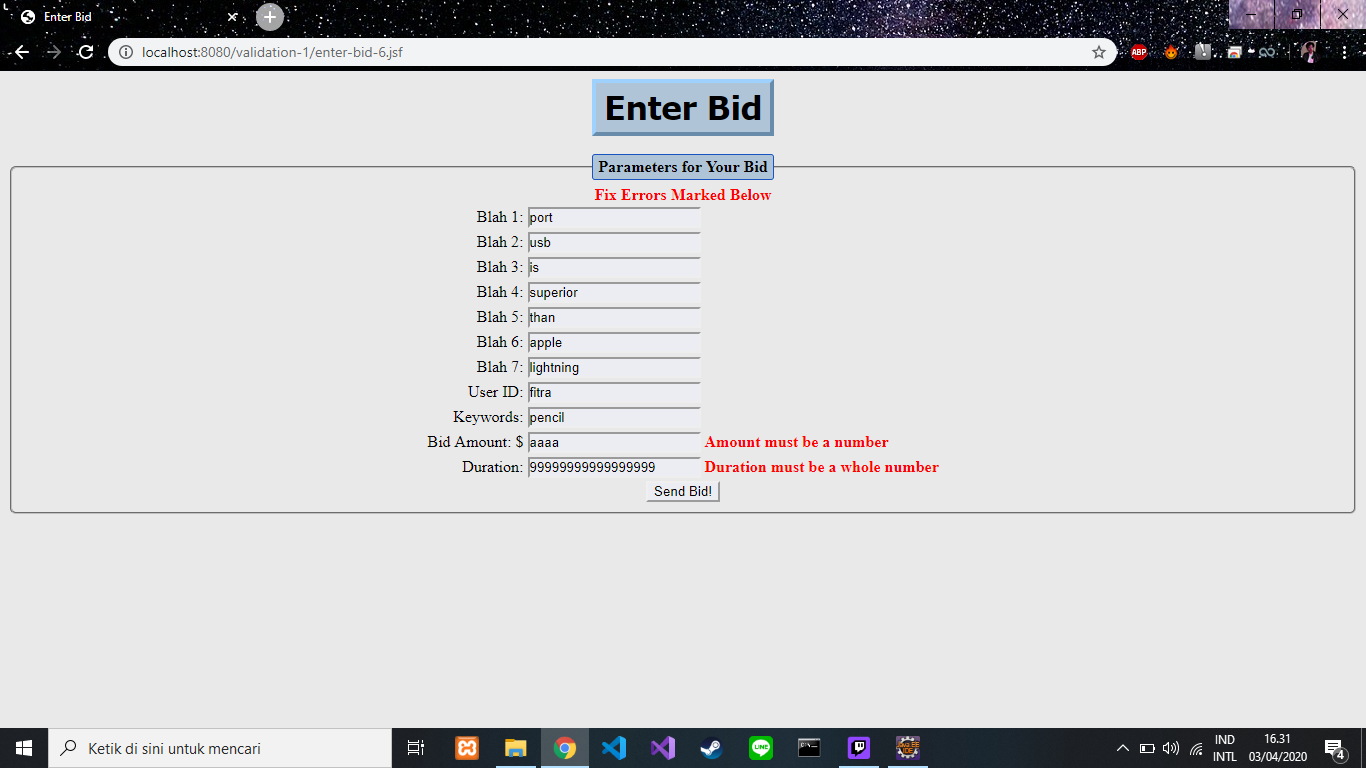 Enter Bid
localhost:8080/validation-1/enter-bid-6.jsf
ABP
Enter Bid
Parameters for Your Bid
Fix Errors Marked Below
Blah 1: port
Blah 2: usb
Blah 3: is
Blah 4: superior
Blah 5: than
Blah 6: apple
Blah 7: lightning
User ID: fitra
Keywords: pencil
Bid Amount: $ aaaa Amount must be a number
Duration: 99999999999999999 Duration must be a whole number
Send Bid!
Ketik di sini untuk mencari
LINE
IND
INTL
16.31
03/04/2020
4